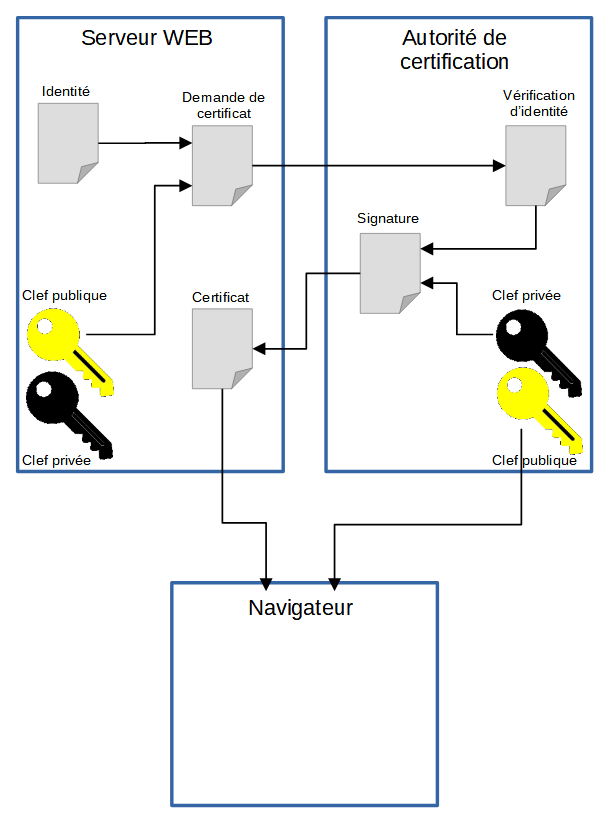 Serveur WEB
Autorité de
certification
Identité
Demande de
certificat
Vérification
d'identité
Signature
Clef publique
Certificat
Clef privée
Clef privée
Clef publique
Navigateur